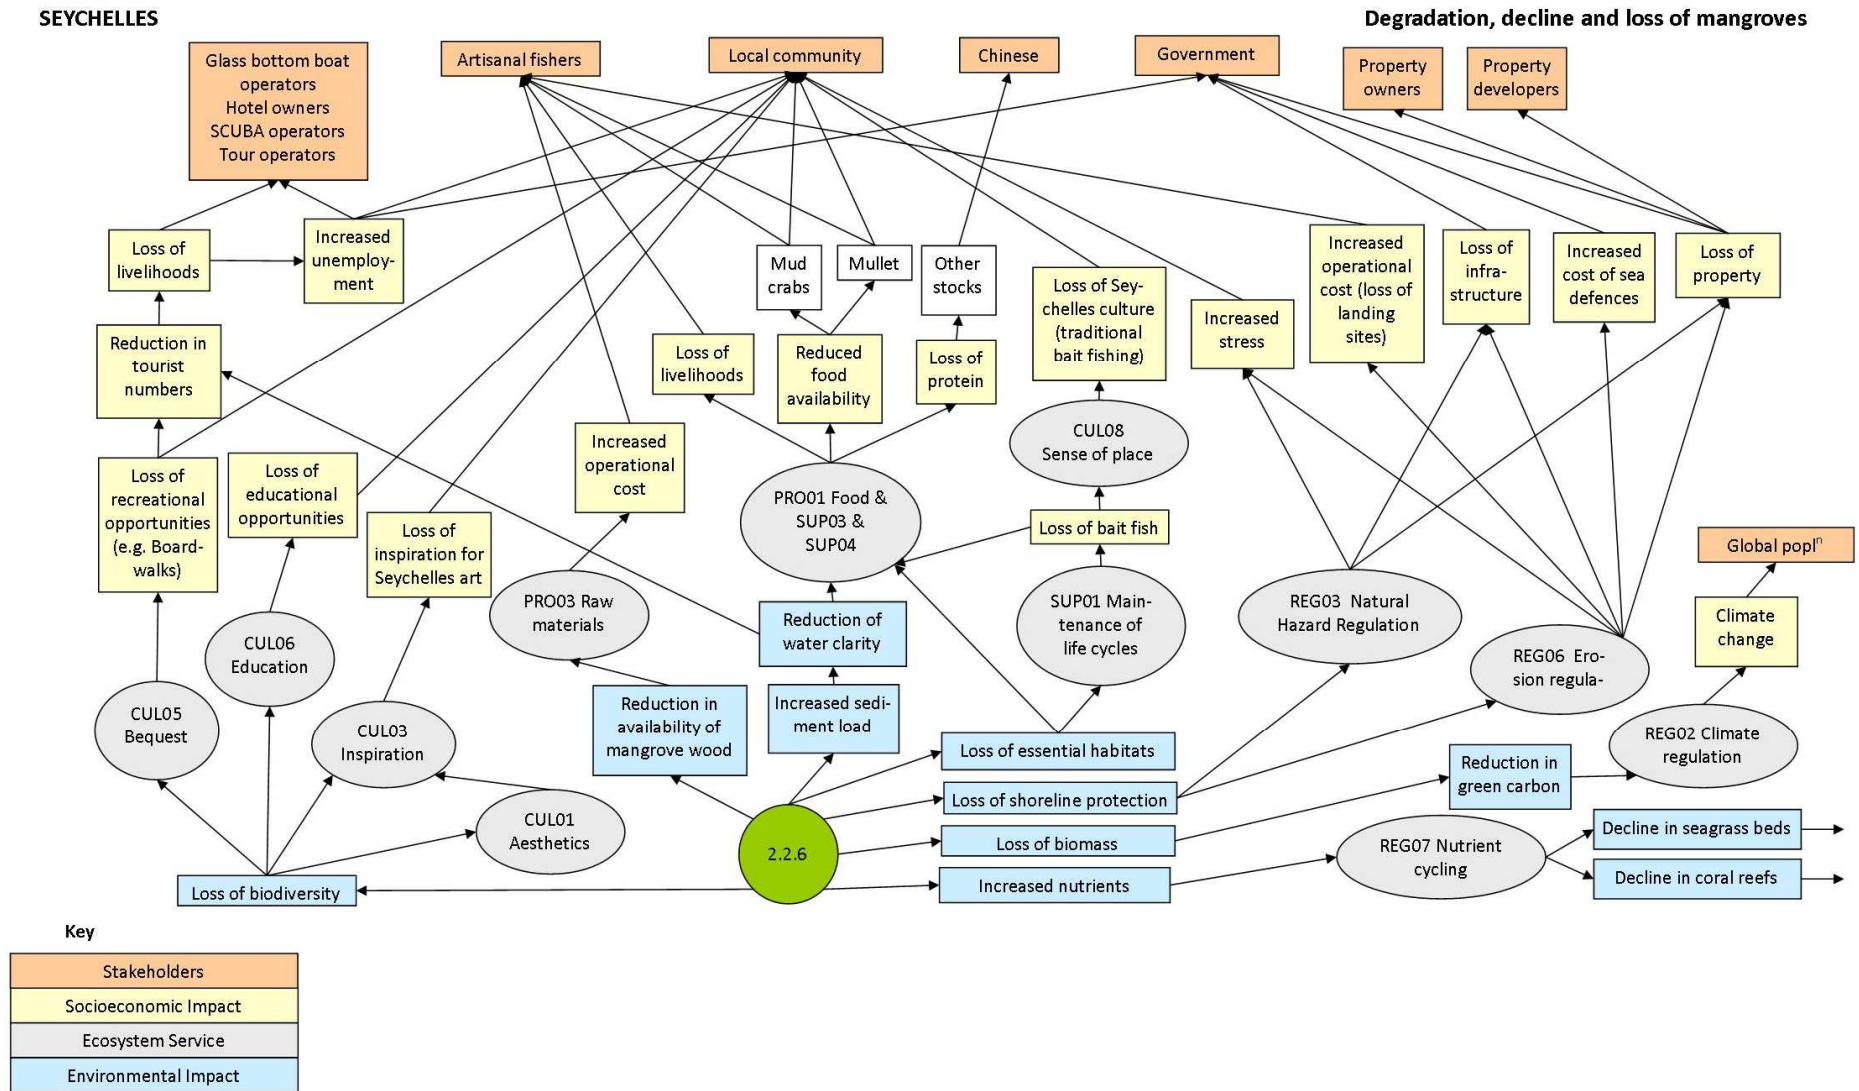 SEYCHELLES
Degradation, decline and loss of mangroves
Glass bottom boat
operators
Hotel owners
SCUBA operators
Tour operators
Artisanal fishers
Local community
Chinese
Government
Property
owners
Property
developers
Loss of
livelihoods
Increased
unemploy-
ment
Mud
crabs
Mullet
Other
stocks
Loss of Sey-
chelles culture
(traditional
bait fishing)
Increased
stress
Increased
operational
cost (loss of
landing
sites)
Loss of
infra-
structure
Increased
cost of sea
defences
Loss of
property
Reduction in
tourist
numbers
Loss of
livelihoods
Reduced
food
availability
Loss of
protein
Loss of
recreational
opportunities
(e.g. Board-
walks)
Loss of
educational
opportunities
Loss of
inspiration for
Seychelles art
Increased
operational
cost
PRO01 Food &
SUP03 &
SUP04
CUL08
Sense of place
Loss of bait fish
Global poplⁿ
CUL06
Education
PRO03 Raw
materials
Reduction of
water clarity
SUP01 Main-
tenance of
life cycles
REG03 Natural
Hazard Regulation
REG06 Ero-
sion regula-
Climate
change
CUL05
Bequest
CUL03
Inspiration
Reduction in
availability of
mangrove wood
Increased sedi-
ment load
Loss of essential habitats
Reduction in
green carbon
REG02 Climate
regulation
CUL01
Aesthetics
2.2.6
Loss of shoreline protection
Loss of biomass
REG07 Nutrient
cycling
Decline in seagrass beds
Loss of biodiversity
Increased nutrients
Decline in coral reefs
Key
Stakeholders
Socioeconomic Impact
Ecosystem Service
Environmental Impact